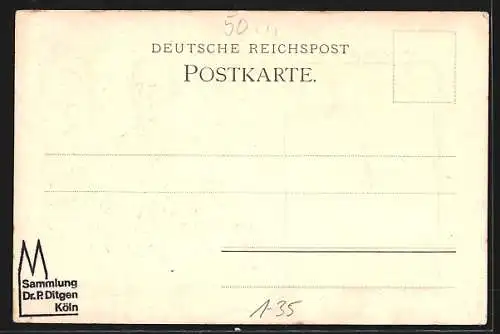 50
DEUTSCHE REICHSPOST
POSTKARTE.
Sammlung
Dr. P. Ditgen
Köln
1-35